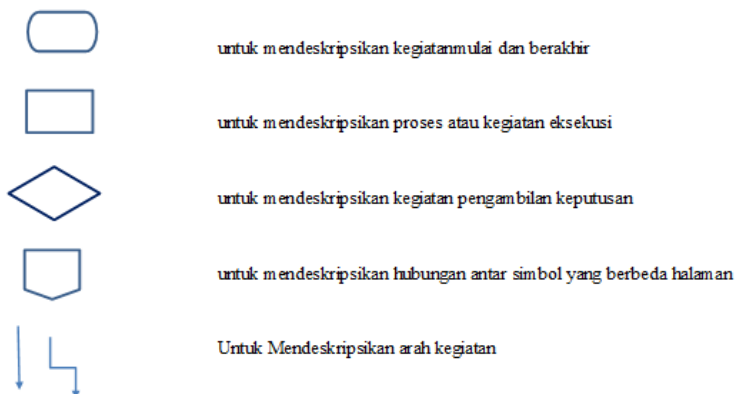 untuk mendeskripsikan kegiatanmulai dan berakhir
untuk mendeskripsikan proses atau kegiatan eksekusi
untuk mendeskripsikan kegiatan pengambilan keputusan
untuk mendeskripsikan hubungan antar simbol yang berbeda halaman
Untuk Mendeskripsikan arah kegiatan